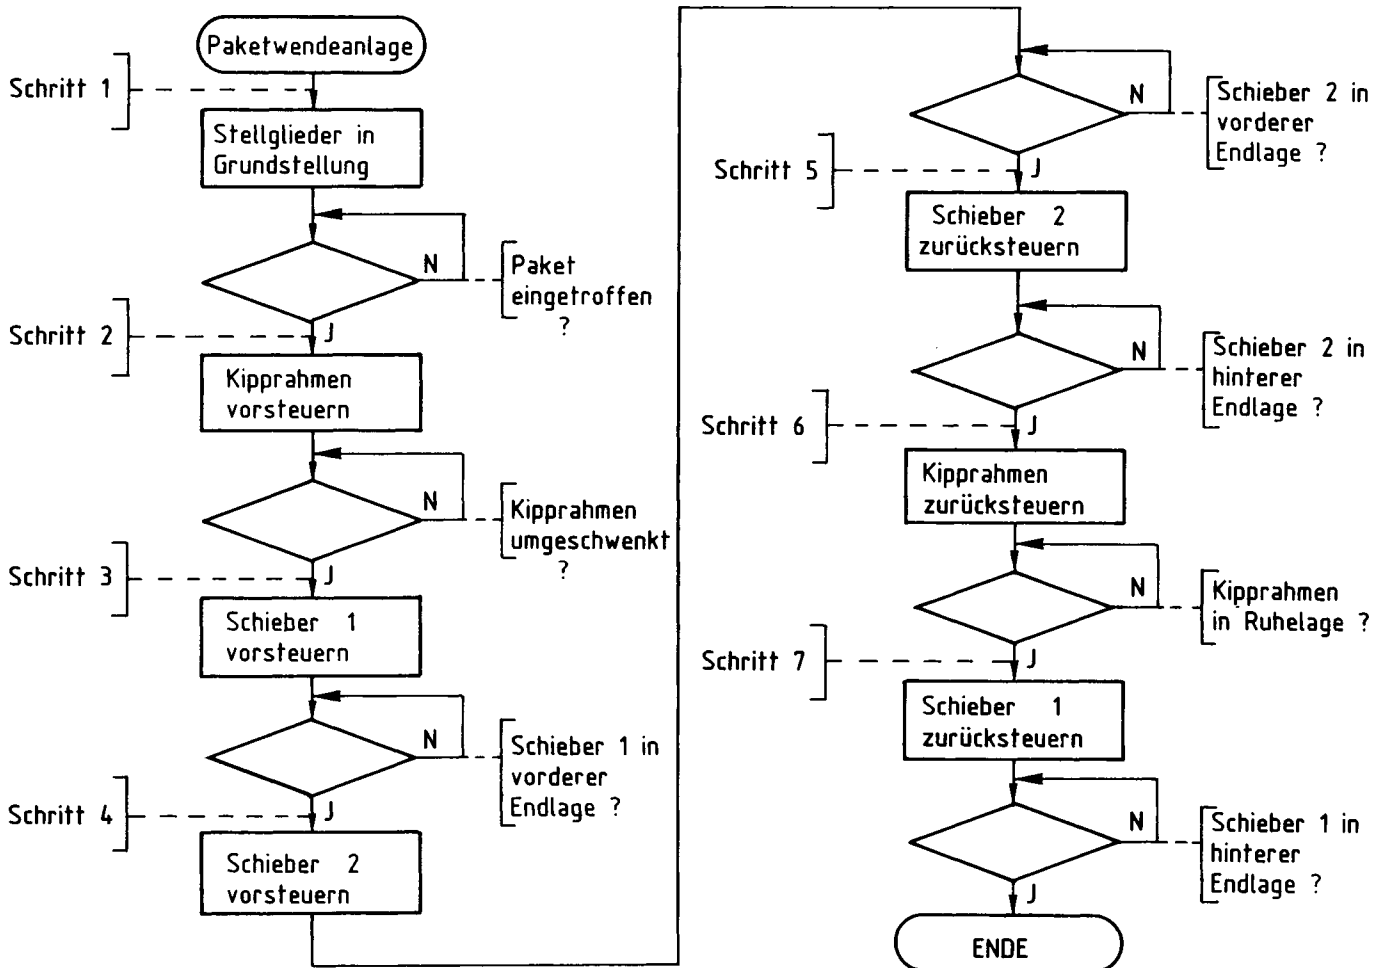 Paketwendeanlage
Schritt 1
Stellglieder in
Grundstellung
N
Paket
eingetroffen
?
Schritt 2
J
Kipprahmen
vorsteuern
N
Kipprahmen
umgeschwenkt
?
Schritt 3
J
Schieber 1
vorsteuern
N
Schieber 1 in
vorderer
Endlage ?
Schritt 4
J
Schieber 2
vorsteuern
N
Schieber 2 in
vorderer
Endlage ?
Schritt 5
J
Schieber 2
zurücksteuern
N
Schieber 2 in
hinterer
Endlage ?
Schritt 6
J
Kipprahmen
zurücksteuern
N
Kipprahmen
in Ruhelage ?
Schritt 7
J
Schieber 1
zurücksteuern
N
Schieber 1 in
hinterer
Endlage ?
J
ENDE